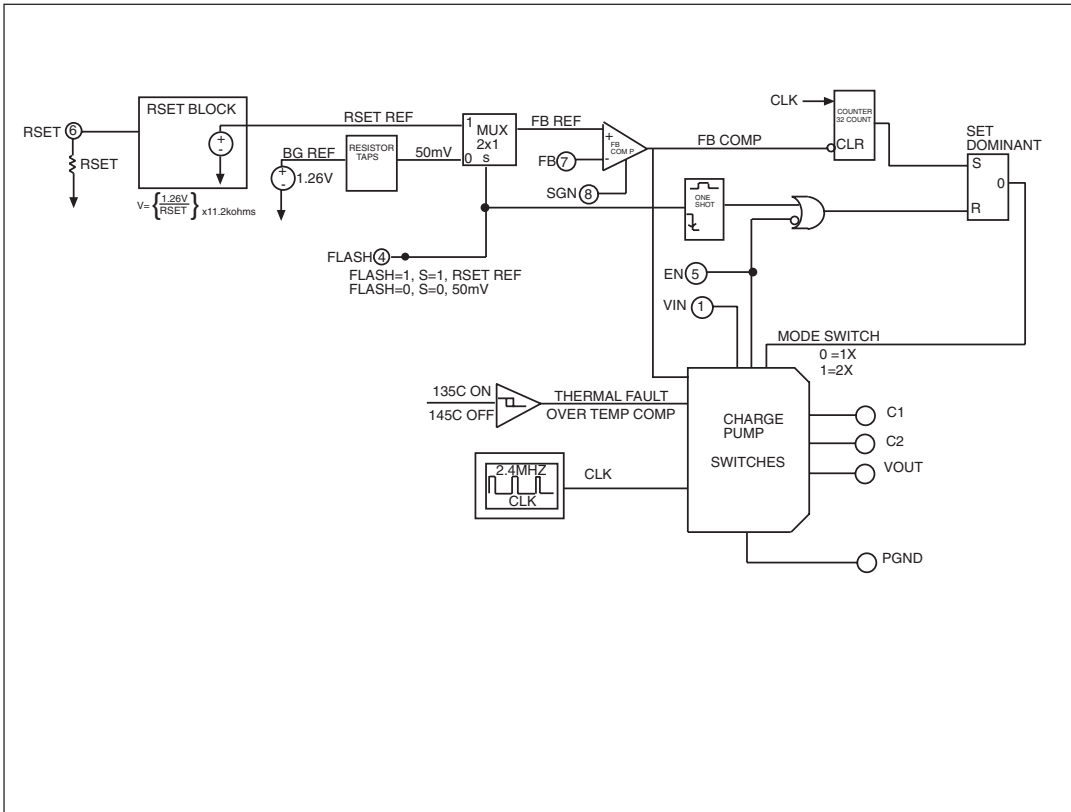 RSET 6
RSET
RSET BLOCK
+
-
V= {1.26V / RSET} x11.2kohms
RSET REF
BG REF
+
-
1.26V
RESISTOR
TAPS
50mV
1
0
MUX
2x1
s
FB REF
+
-
FB
COM P
FB 7
SGN 8
FB COMP
CLK
COUNTER
32 COUNT
CLR
SET
DOMINANT
S
0
R
ONE
SHOT
FLASH 4
FLASH=1, S=1, RSET REF
FLASH=0, S=0, 50mV
EN 5
VIN 1
MODE SWITCH
0 =1X
1=2X
135C ON
145C OFF
THERMAL FAULT
OVER TEMP COMP
2.4MHZ
CLK
CLK
CHARGE
PUMP
SWITCHES
C1
C2
VOUT
PGND